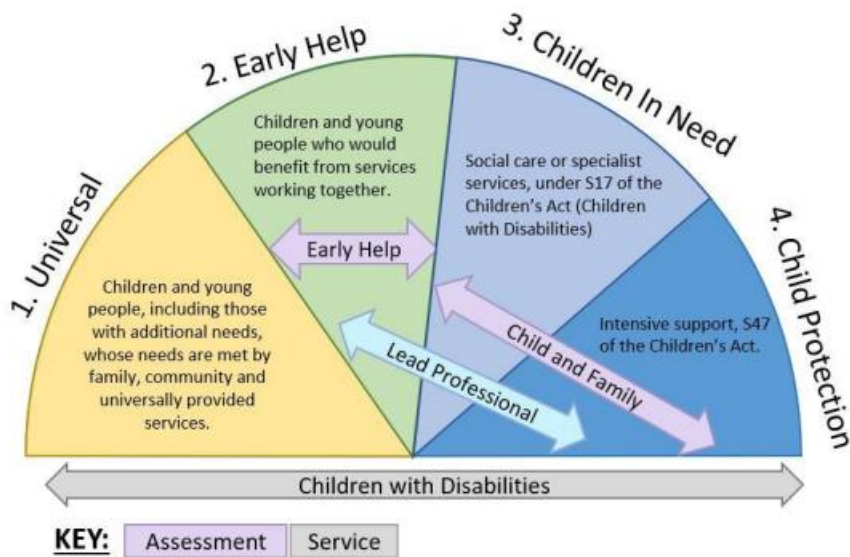 1. Universal
2. Early Help
3. Children In Need
4. Child Protection
Children and young
people, including those
with additional needs,
whose needs are met by
family, community and
universally provided
services.
Children and young
people who would
benefit from services
working together.
Early Help
Social care or specialist
services, under S17 of the
Children’s Act (Children
with Disabilities)
Intensive support, S47
of the Children’s Act.
Lead Professional
Child and Family
Children with Disabilities
KEY: Assessment Service